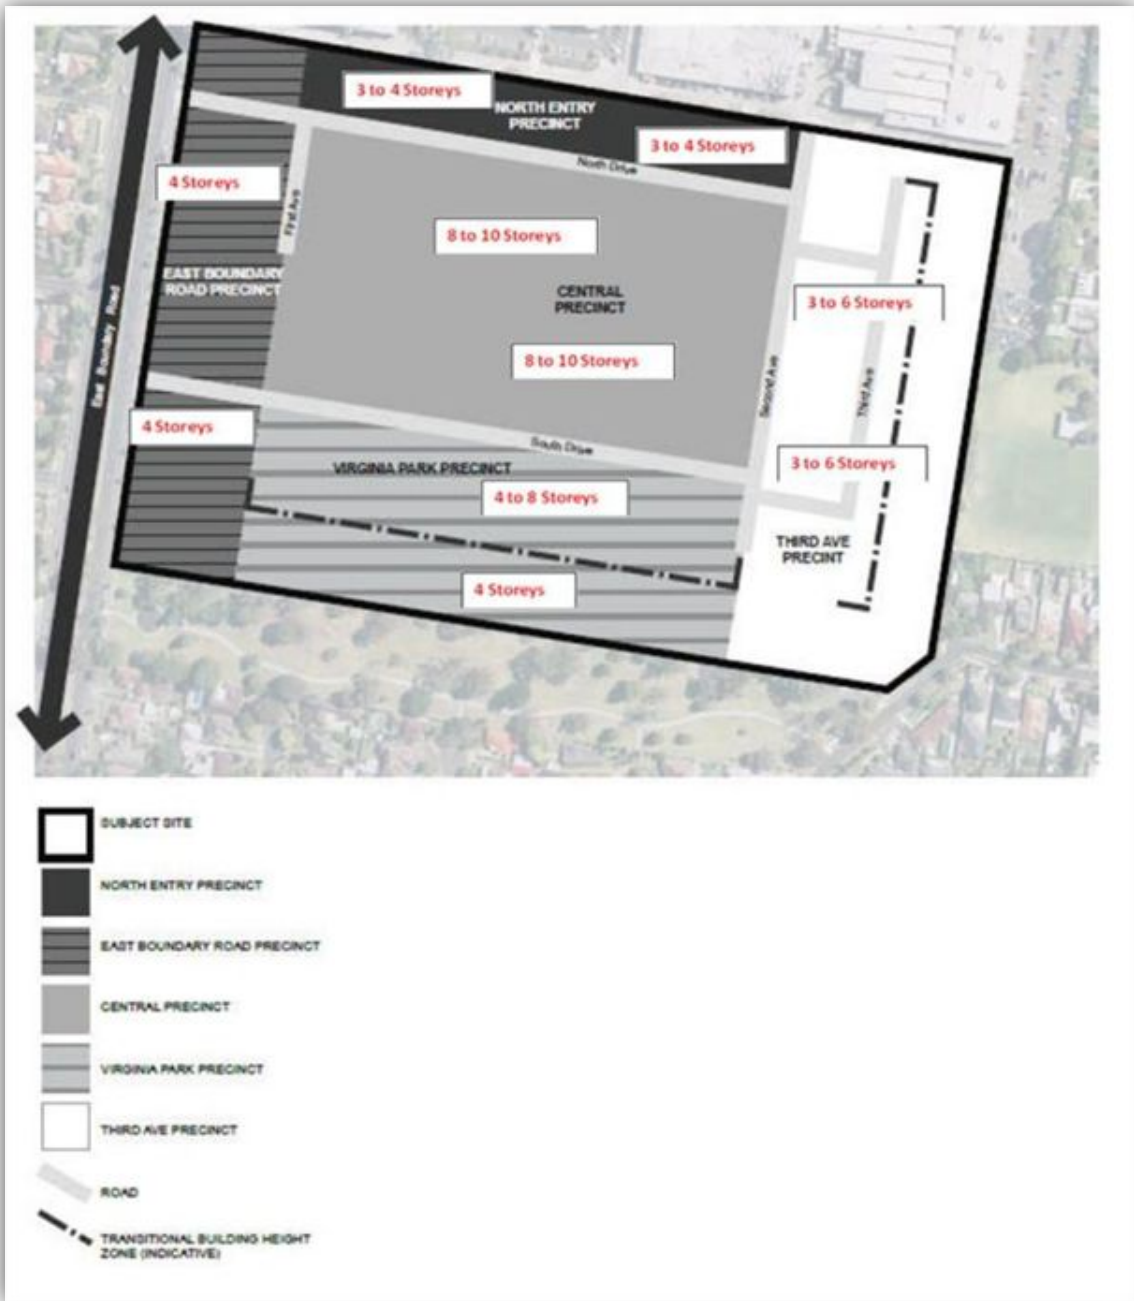 3 to 4 Storeys
NORTH ENTRY
PRECINCT
3 to 4 Storeys
North Drive
4 Storeys
First Ave
8 to 10 Storeys
EAST BOUNDARY
ROAD PRECINCT
CENTRAL
PRECINCT
3 to 6 Storeys
East Boundary Road
8 to 10 Storeys
Second Ave
Third Ave
4 Storeys
South Drive
VIRGINIA PARK PRECINCT
3 to 6 Storeys
4 to 8 Storeys
THIRD AVE
PRECINT
4 Storeys
SUBJECT SITE
NORTH ENTRY PRECINCT
EAST BOUNDARY ROAD PRECINCT
CENTRAL PRECINCT
VIRGINIA PARK PRECINCT
THIRD AVE PRECINCT
ROAD
TRANSITIONAL BUILDING HEIGHT
ZONE (INDICATIVE)